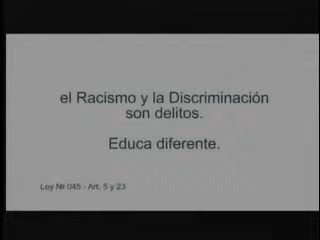 el Racismo y la Discriminación
son delitos.
Educa diferente.
Ley Nº 045 - Art. 5 y 23